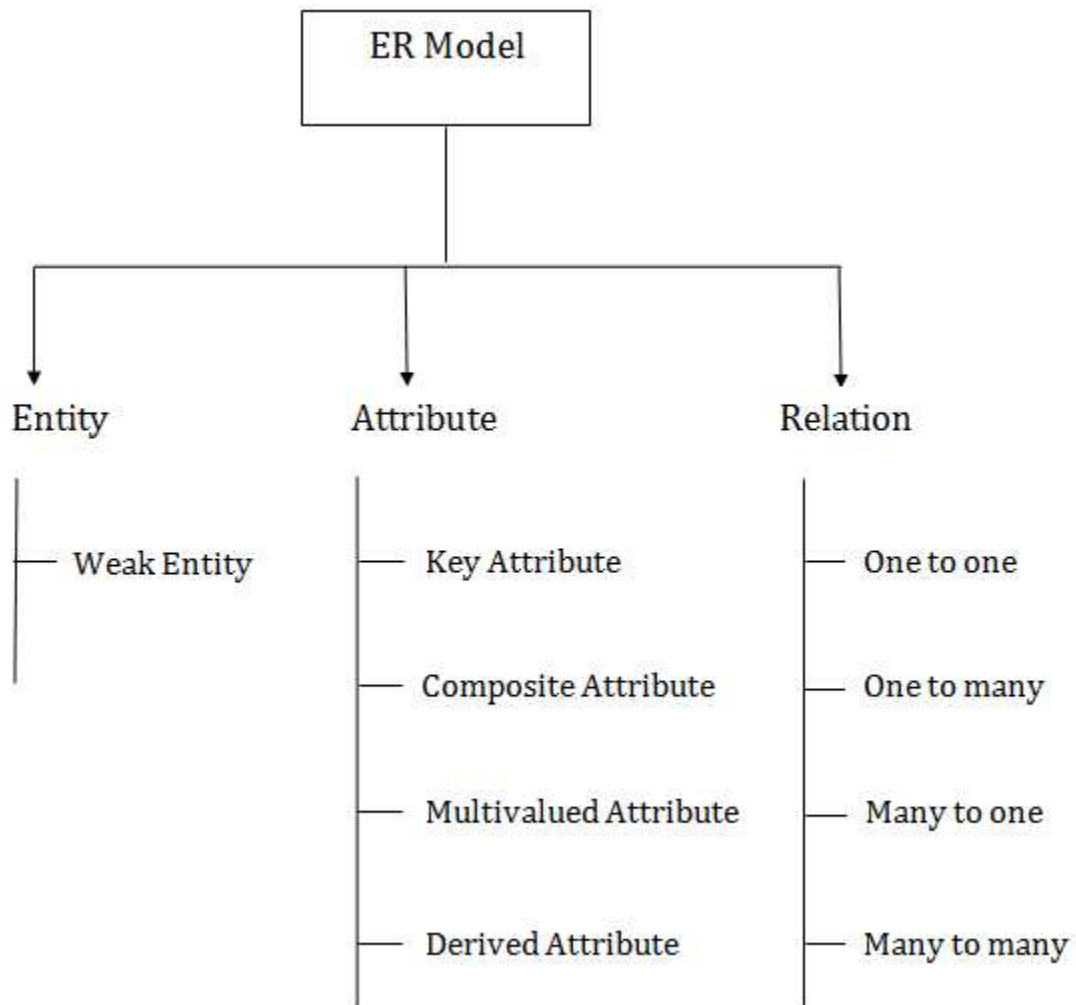 ER Model
Entity
Attribute
Relation
Weak Entity
Key Attribute
One to one
Composite Attribute
One to many
Multivalued Attribute
Many to one
Derived Attribute
Many to many